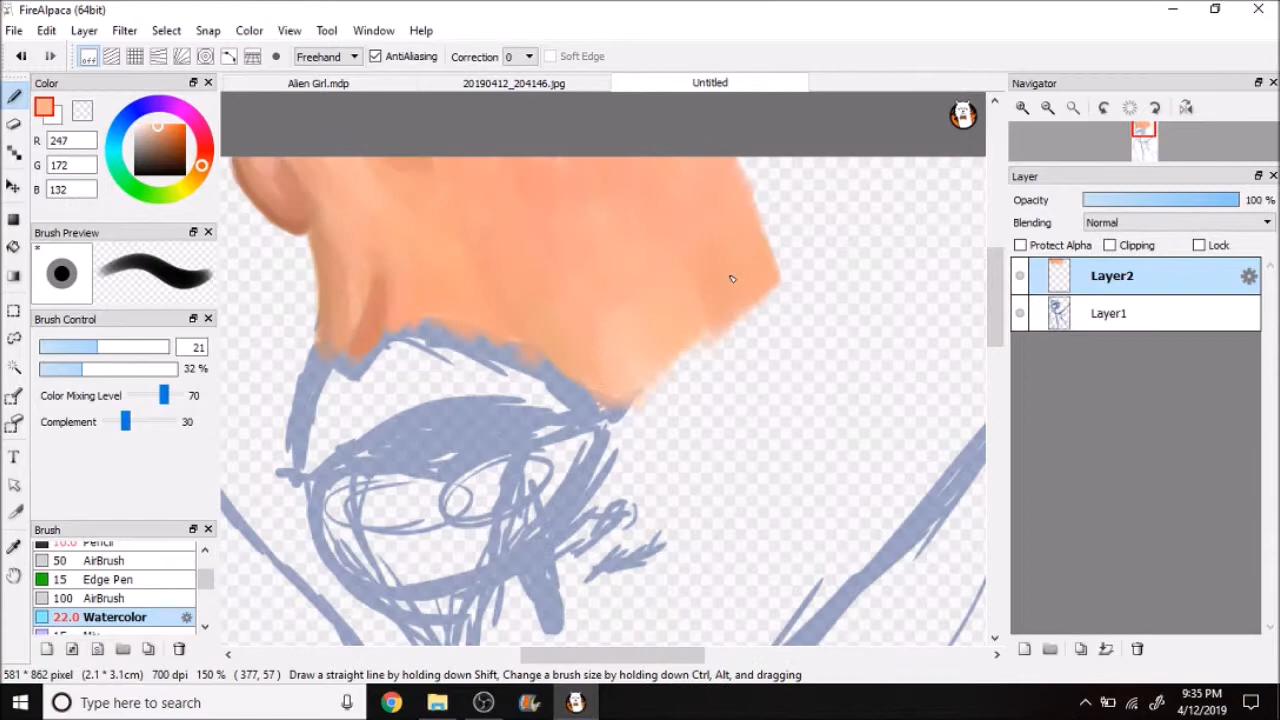 FireAlpaca (64bit)
File Edit Layer Filter Select Snap Color View Tool Window Help
off Freehand AntiAliasing Correction 0 Soft Edge
Color
Alien Girl.mdp 20190412_204146.jpg Untitled
Navigator
R 247
G 172
B 132
Layer
Opacity 100 %
Blending Normal
Protect Alpha Clipping Lock
Layer2
Layer1
Brush Preview
*
Brush Control
21
32 %
Color Mixing Level 70
Complement 30
T
Brush
10.0 Pencil
50 AirBrush
15 Edge Pen
100 AirBrush
22.0 Watercolor
581 * 862 pixel (2.1 * 3.1cm) 700 dpi 150 % ( 377, 57 ) Draw a straight line by holding down Shift, Change a brush size by holding down Ctrl, Alt, and dragging
Type here to search
9:35 PM
4/12/2019